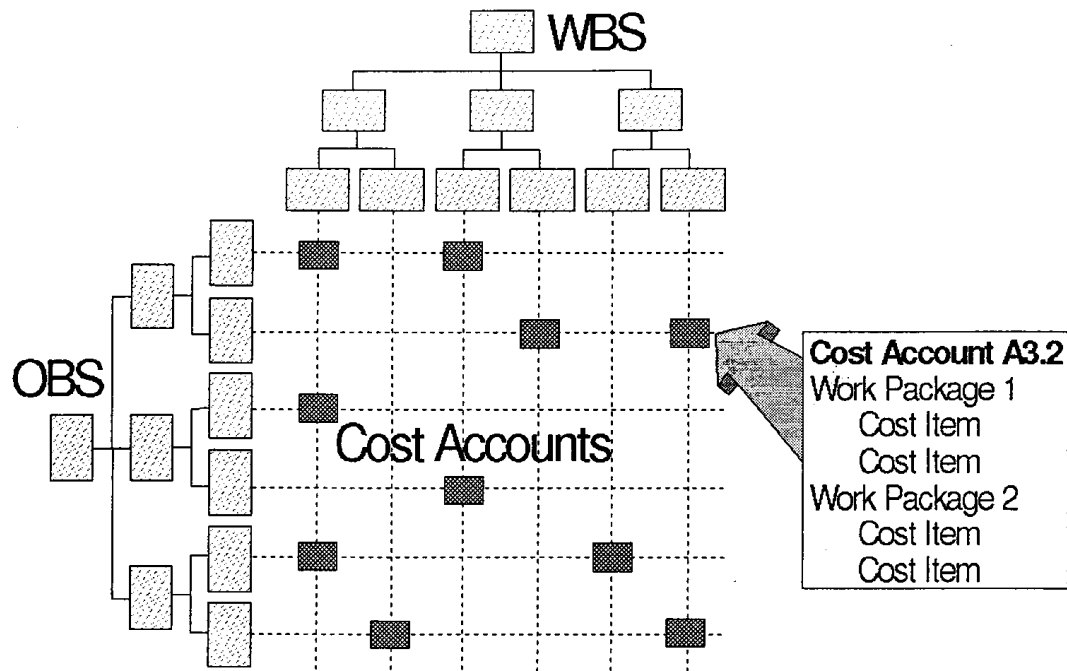 WBS
OBS
Cost Accounts
Cost Account A3.2
Work Package 1
Cost Item
Cost Item
Work Package 2
Cost Item
Cost Item